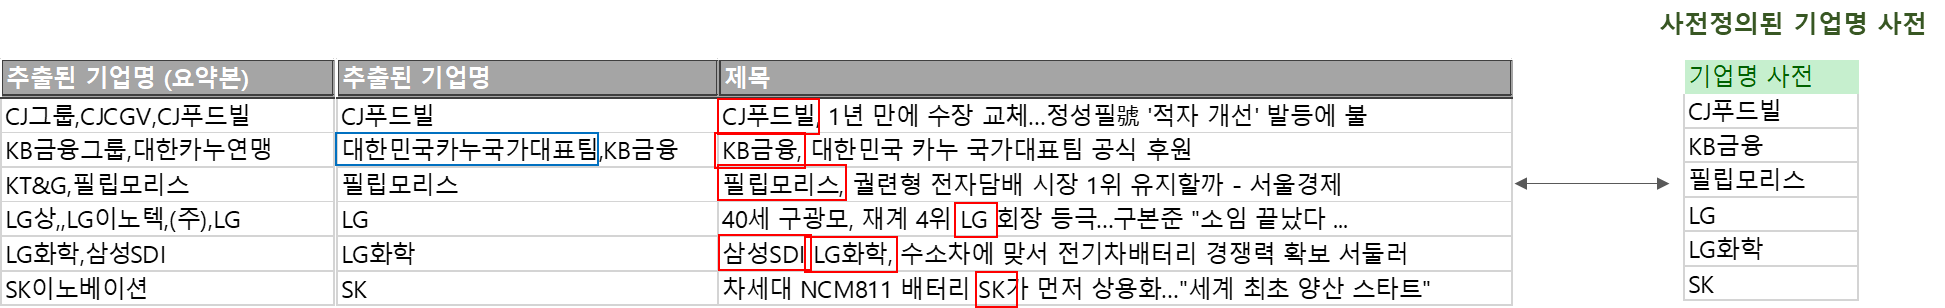 사전정의된 기업명 사전
추출된 기업명 (요약본) 추출된 기업명 제목 기업명 사전
CJ그룹,CJCGV,CJ푸드빌 CJ푸드빌 CJ푸드빌, 1년 만에 수장 교체...정성필號 '적자 개선' 발등에 불 CJ푸드빌
KB금융그룹,대한카누연맹 대한민국카누국가대표팀,KB금융 KB금융, 대한민국 카누 국가대표팀 공식 후원 KB금융
KT&G,필립모리스 필립모리스 필립모리스, 궐련형 전자담배 시장 1위 유지할까 - 서울경제 필립모리스
LG상,,LG이노텍,(주),LG LG 40세 구광모, 재계 4위 LG 회장 등극...구본준 "소임 끝났다 ... LG
LG화학,삼성SDI LG화학 삼성SDI LG화학, 수소차에 맞서 전기차배터리 경쟁력 확보 서둘러 LG화학
SK이노베이션 SK 차세대 NCM811 배터리 SK가 먼저 상용화..."세계 최초 양산 스타트" SK